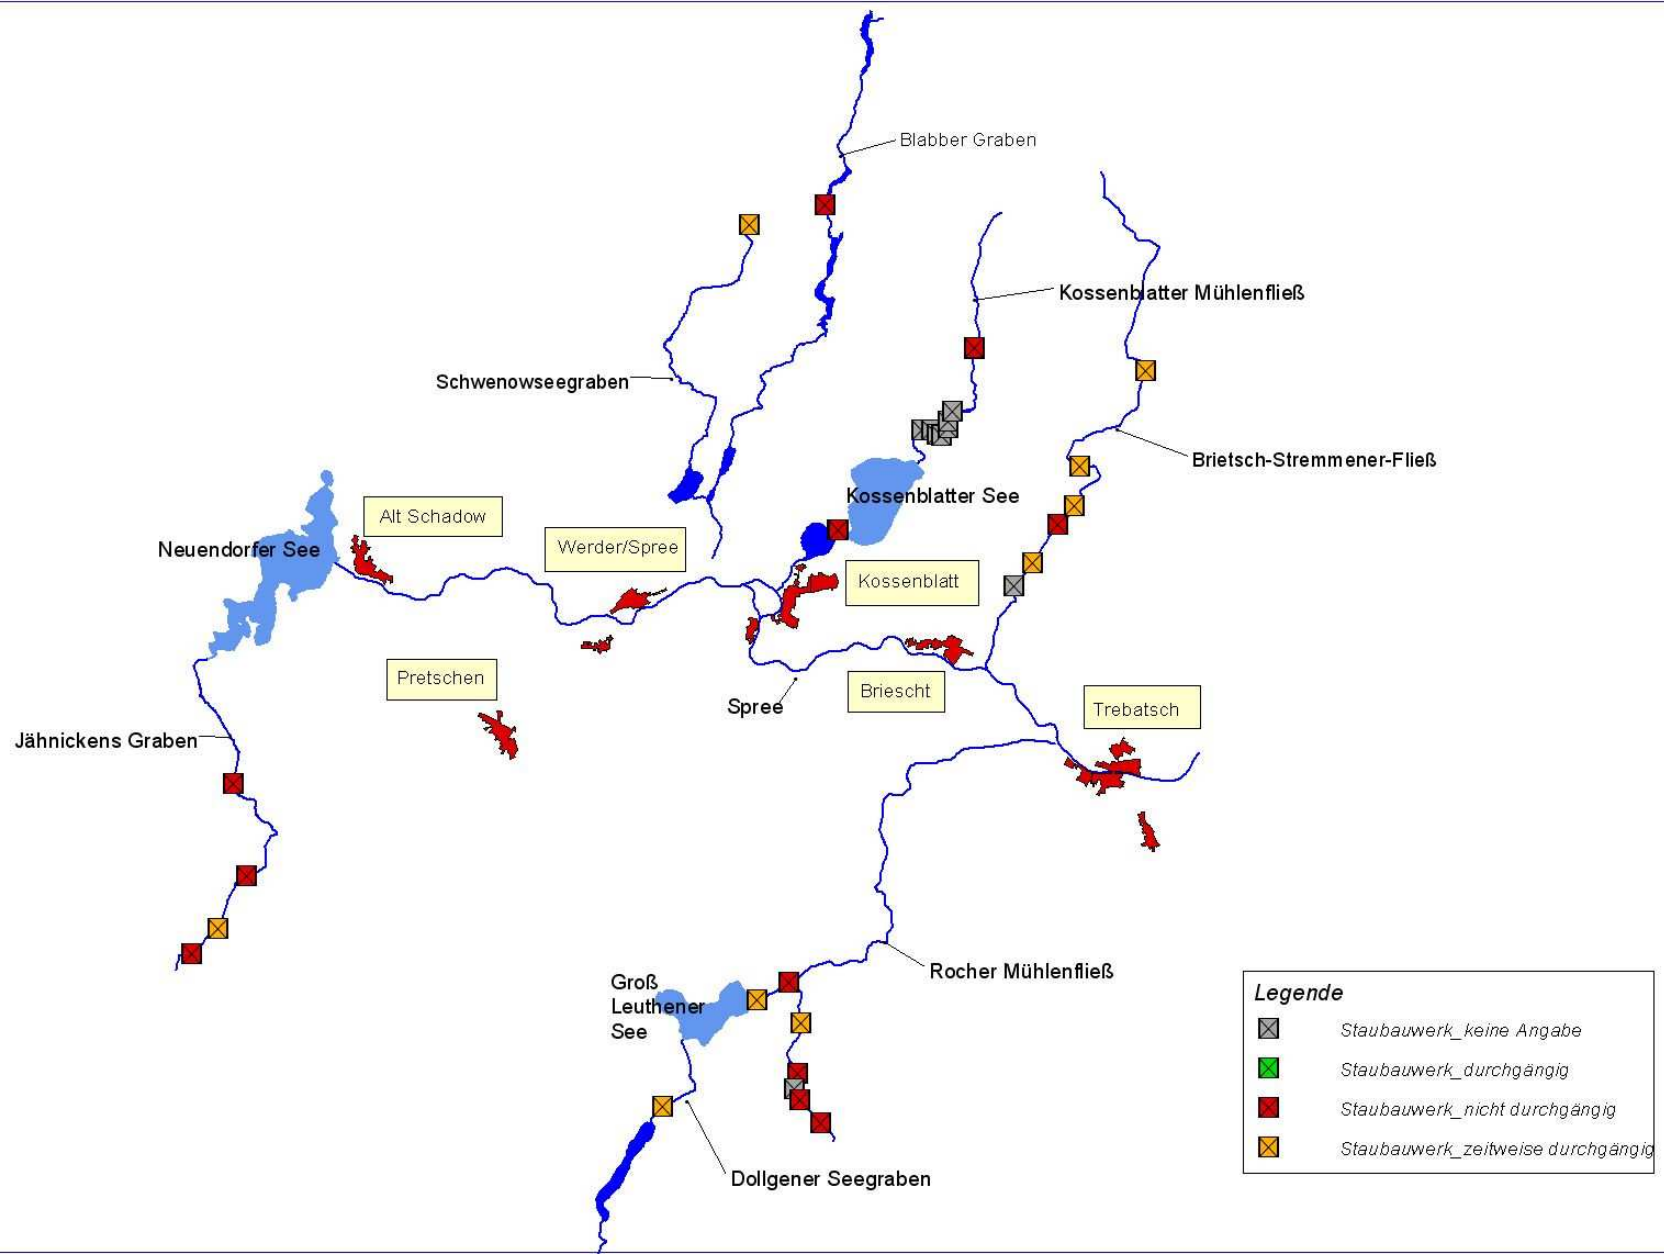 Blabber Graben
Kossenblatter Mühlenfließ
Schwenowseegraben
Brietsch-Stremmener-Fließ
Kossenblatter See
Alt Schadow
Neuendorfer See
Werder/Spree
Kossenblatt
Pretschen
Briescht
Spree
Trebatsch
Jähnickens Graben
Rocher Mühlenfließ
Groß
Leuthener
See
Dollgener Seegraben
Legende
Staubauwerk_keine Angabe
Staubauwerk_durchgängig
Staubauwerk_nicht durchgängig
Staubauwerk_zeitweise durchgängig